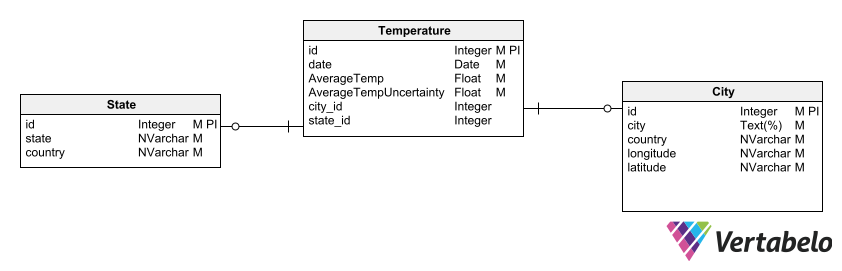 Temperature
id Integer M PI
date Date M
AverageTemp Float M
AverageTempUncertainty Float M
city_id Integer
state_id Integer
State
id Integer M PI
state NVarchar M
country NVarchar M
City
id Integer M PI
city Text(%) M
country NVarchar M
longitude NVarchar M
latitude NVarchar M
Vertabelo